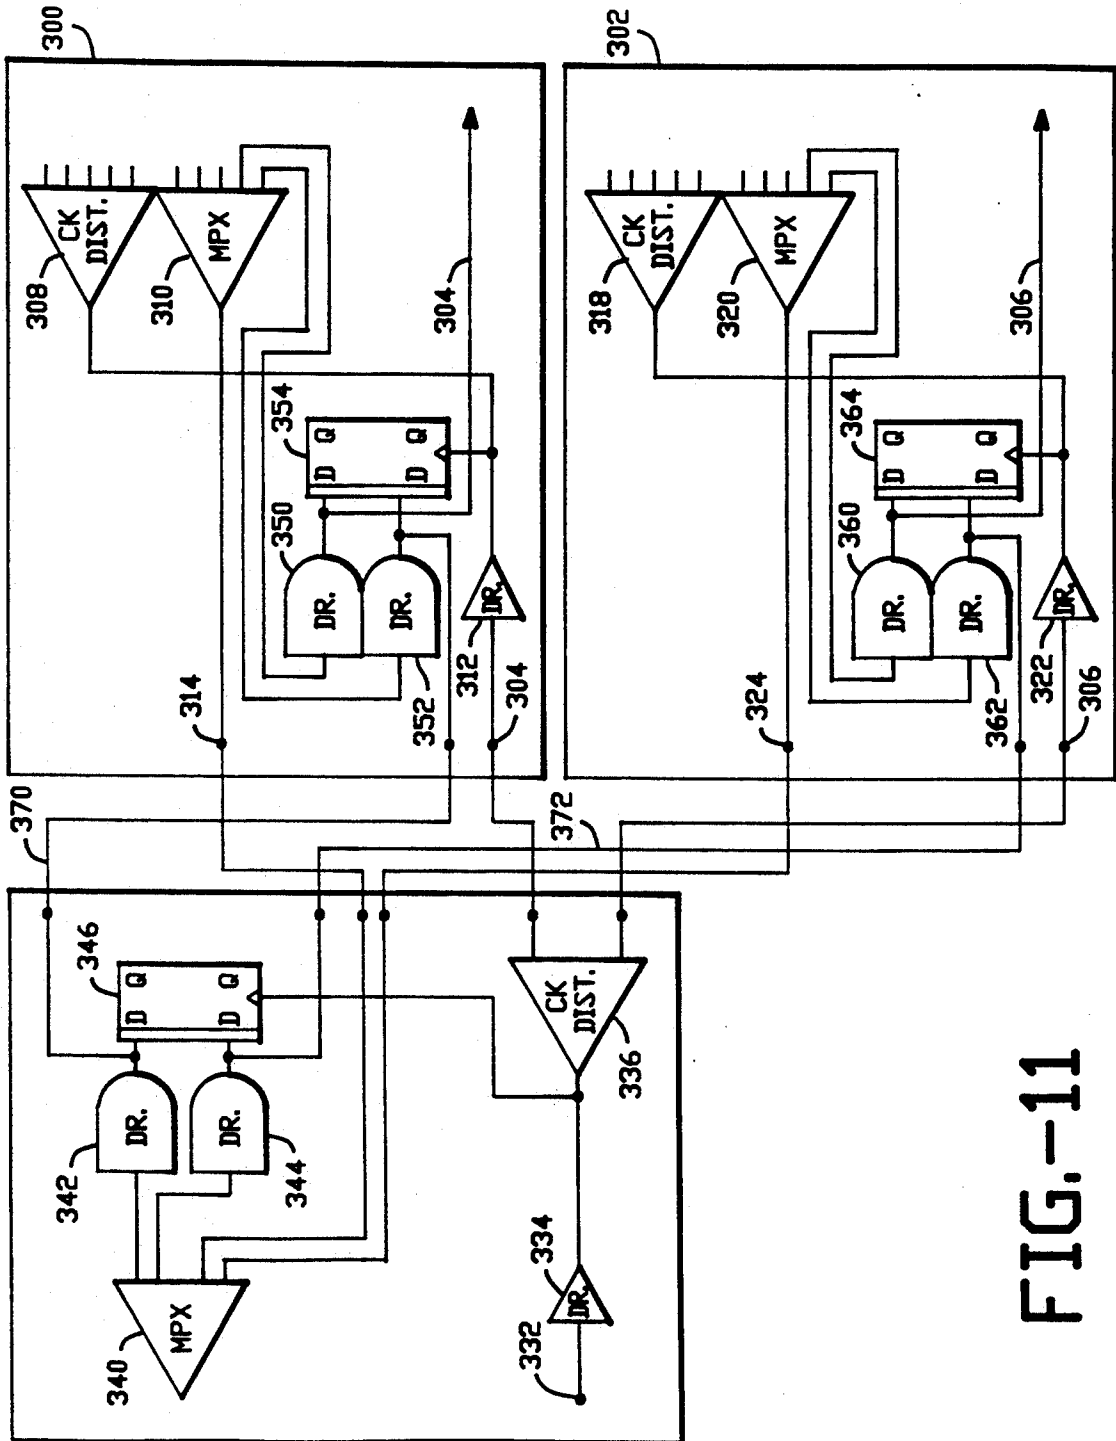 300
CK DIST.
308
MPX
310
304
354
D Q
D Q
350
DR.
DR.
352
312
DR.
304
314
302
CK DIST.
318
MPX
320
306
364
D Q
D Q
360
DR.
DR.
362
322
DR.
306
324
370
372
346
D Q
D Q
342
DR.
DR.
344
340
MPX
CK DIST.
336
334
DR.
332
FIG.-11